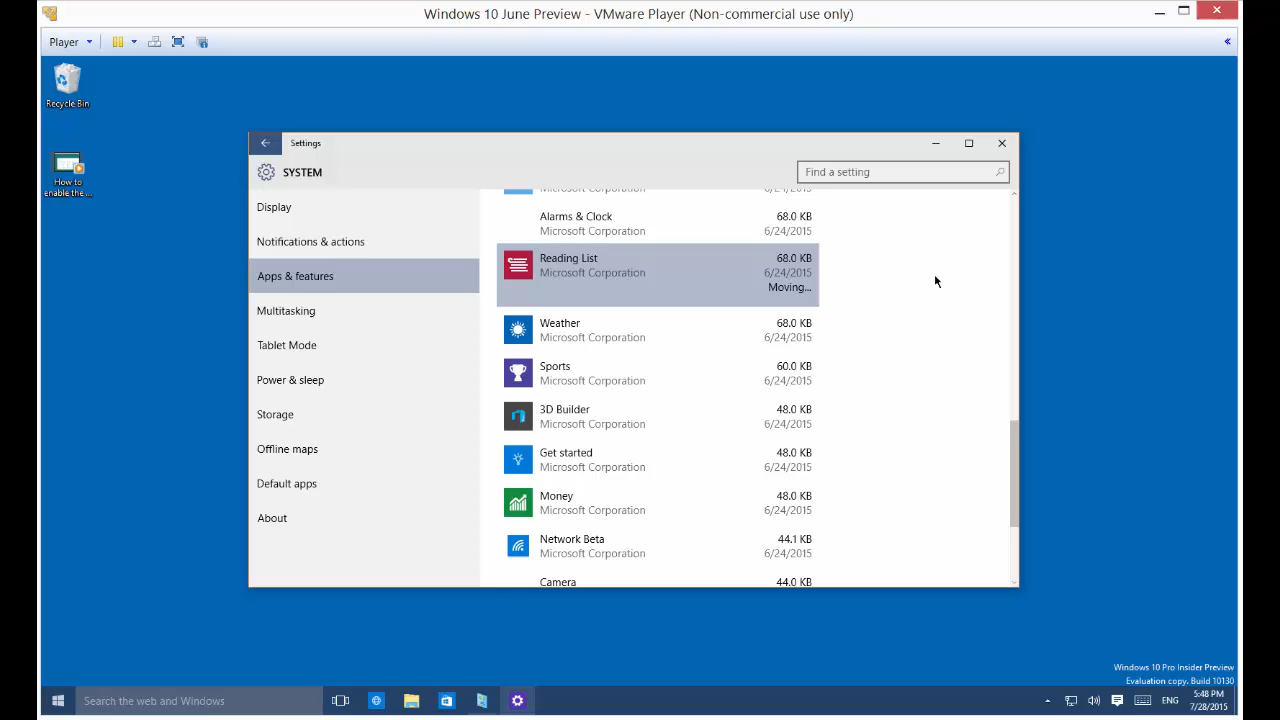 Windows 10 June Preview - VMware Player (Non-commercial use only)
Player
Recycle Bin
How to
enable the ...
Settings
SYSTEM
Find a setting
Display
Notifications & actions
Apps & features
Multitasking
Tablet Mode
Power & sleep
Storage
Offline maps
Default apps
About
Microsoft Corporation 6/24/2015
Alarms & Clock 68.0 KB
Microsoft Corporation 6/24/2015
Reading List 68.0 KB
Microsoft Corporation 6/24/2015
Moving...
Weather 68.0 KB
Microsoft Corporation 6/24/2015
Sports 60.0 KB
Microsoft Corporation 6/24/2015
3D Builder 48.0 KB
Microsoft Corporation 6/24/2015
Get started 48.0 KB
Microsoft Corporation 6/24/2015
Money 48.0 KB
Microsoft Corporation 6/24/2015
Network Beta 44.1 KB
Microsoft Corporation 6/24/2015
Camera 44.0 KB
Windows 10 Pro Insider Preview
Evaluation copy. Build 10130
Search the web and Windows
ENG
5:48 PM
7/28/2015